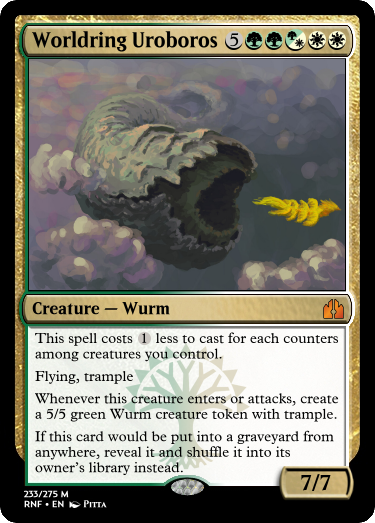 Worldring Uroboros 5
Creature — Wurm
This spell costs 1 less to cast for each counters
among creatures you control.
Flying, trample
Whenever this creature enters or attacks, create
a 5/5 green Wurm creature token with trample.
If this card would be put into a graveyard from
anywhere, reveal it and shuffle it into its
owner's library instead.
7/7
233/275 M
RNF • EN Pitta